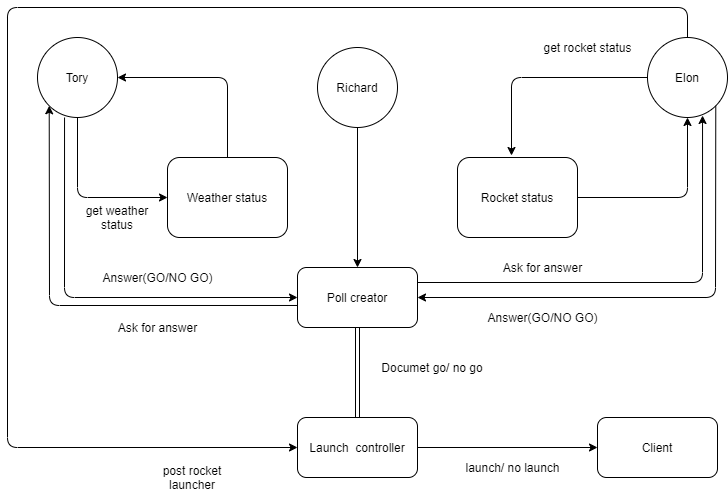 get rocket status
Tory
Richard
Elon
Weather status
Rocket status
get weather
status
Ask for answer
Answer(GO/NO GO)
Poll creator
Answer(GO/NO GO)
Ask for answer
Documet go/ no go
Launch controller
Client
launch/ no launch
post rocket
launcher